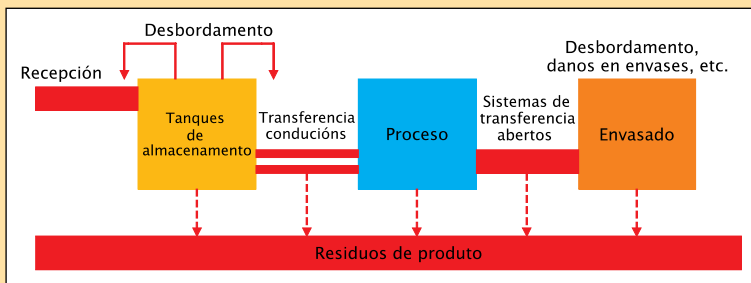 Desbordamento
Recepción
Tanques
de
almacenamento
Transferencia
conducións
Proceso
Sistemas de
transferencia
abertos
Desbordamento,
danos en envases, etc.
Envasado
Residuos de produto